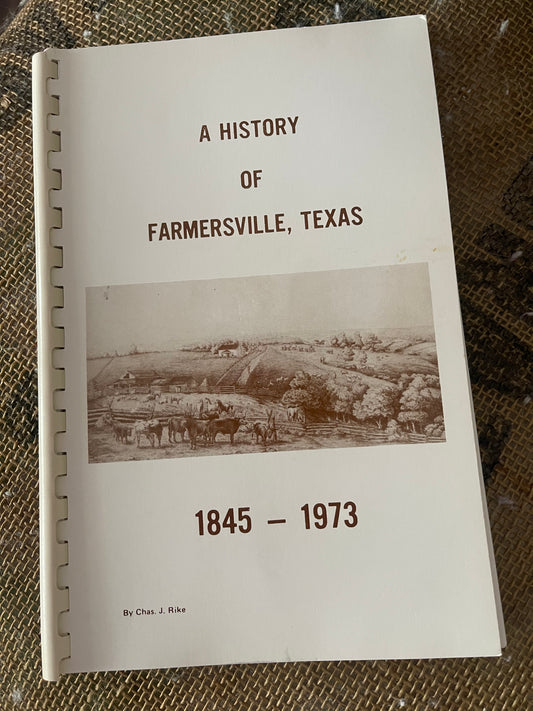 A HISTORY
OF
FARMERSVILLE, TEXAS
1845 – 1973
By Chas. J. Rike